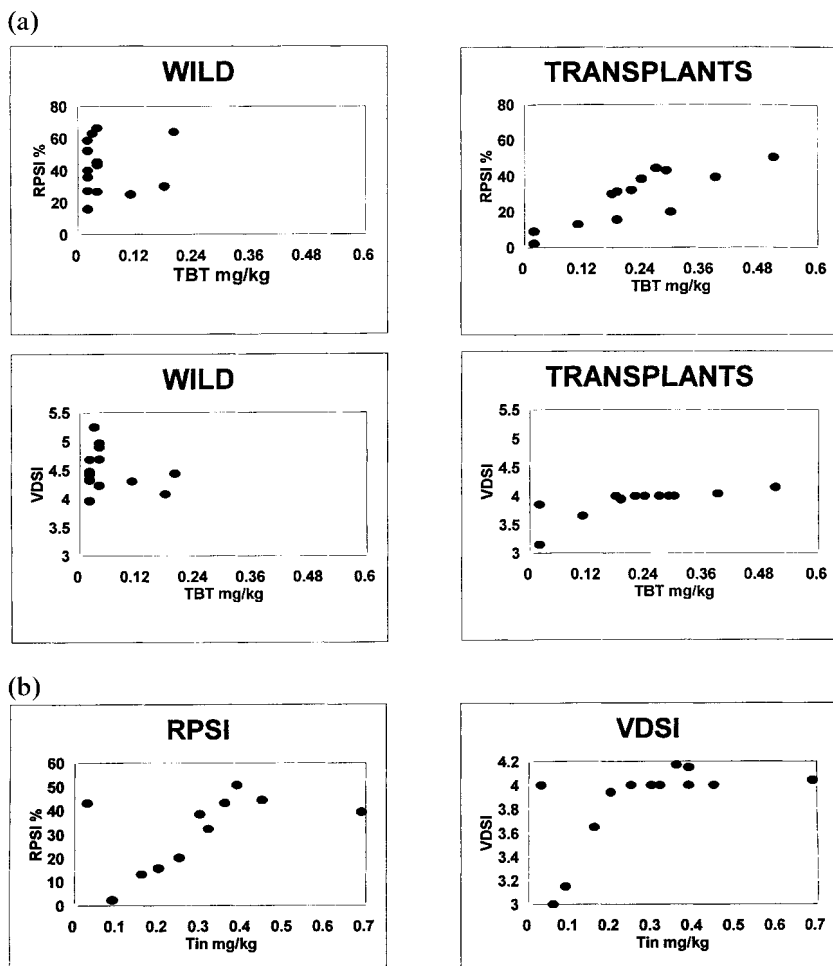 (a)
WILD
RPSI %
80
60
40
20
0
0 0.12 0.24 0.36 0.48 0.6
TBT mg/kg
TRANSPLANTS
RPSI %
80
60
40
20
0
0 0.12 0.24 0.36 0.48 0.6
TBT mg/kg
WILD
VDSI
5.5
5
4.5
4
3.5
3
0 0.12 0.24 0.36 0.48 0.6
TBT mg/kg
TRANSPLANTS
VDSI
5.5
5
4.5
4
3.5
3
0 0.12 0.24 0.36 0.48 0.6
TBT mg/kg
(b)
RPSI
RPSI %
60
50
40
30
20
10
0
0 0.1 0.2 0.3 0.4 0.5 0.6 0.7
Tin mg/kg
VDSI
VDSI
4.2
4
3.8
3.6
3.4
3.2
3
0 0.1 0.2 0.3 0.4 0.5 0.6 0.7
Tin mg/kg